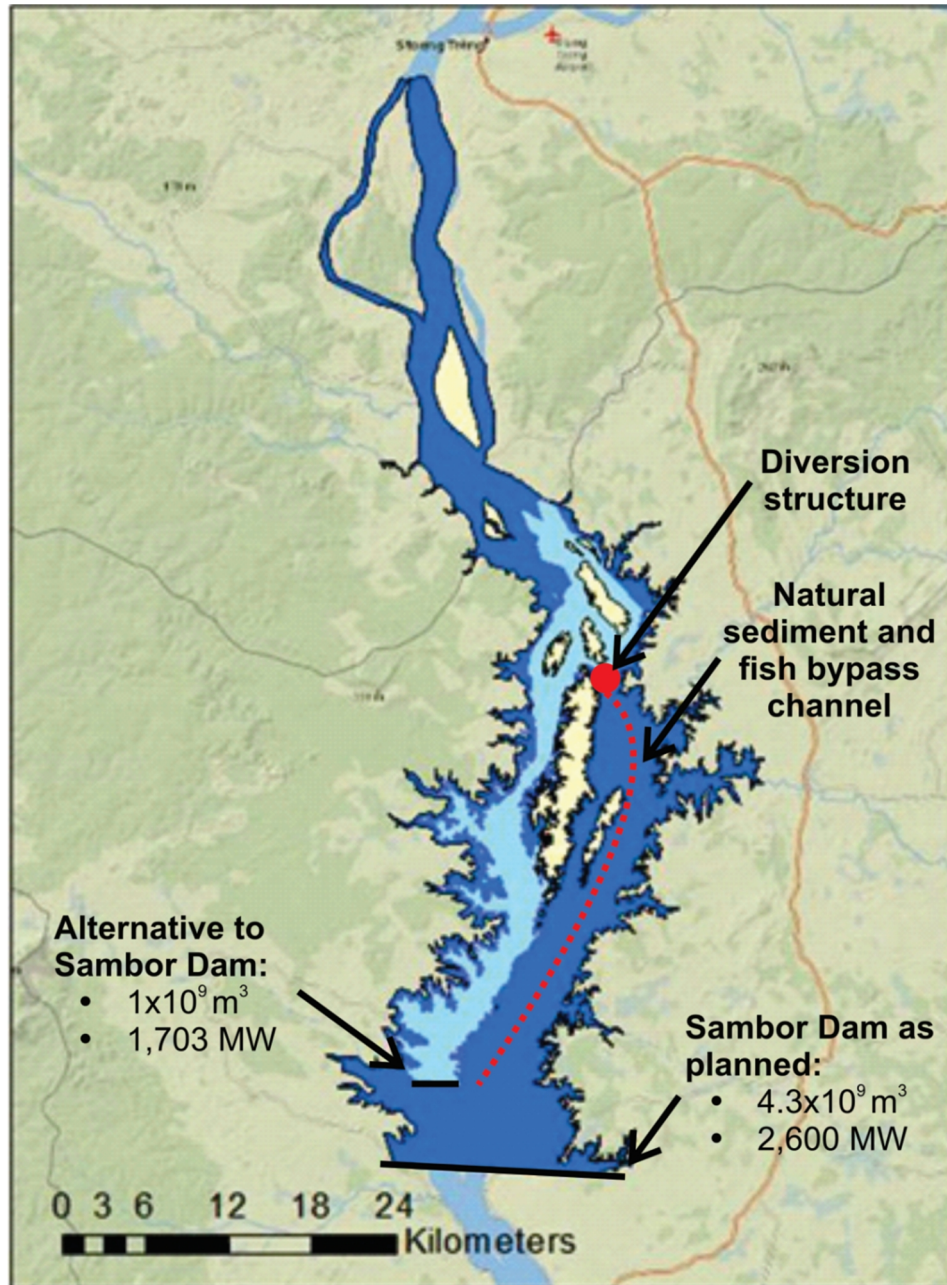 Stoeng Trêng
Diversion
structure
Natural
sediment and
fish bypass
channel
Alternative to
Sambor Dam:
• 1x10⁹ m³
• 1,703 MW
Sambor Dam as
planned:
• 4.3x10⁹ m³
• 2,600 MW
0 3 6 12 18 24
Kilometers